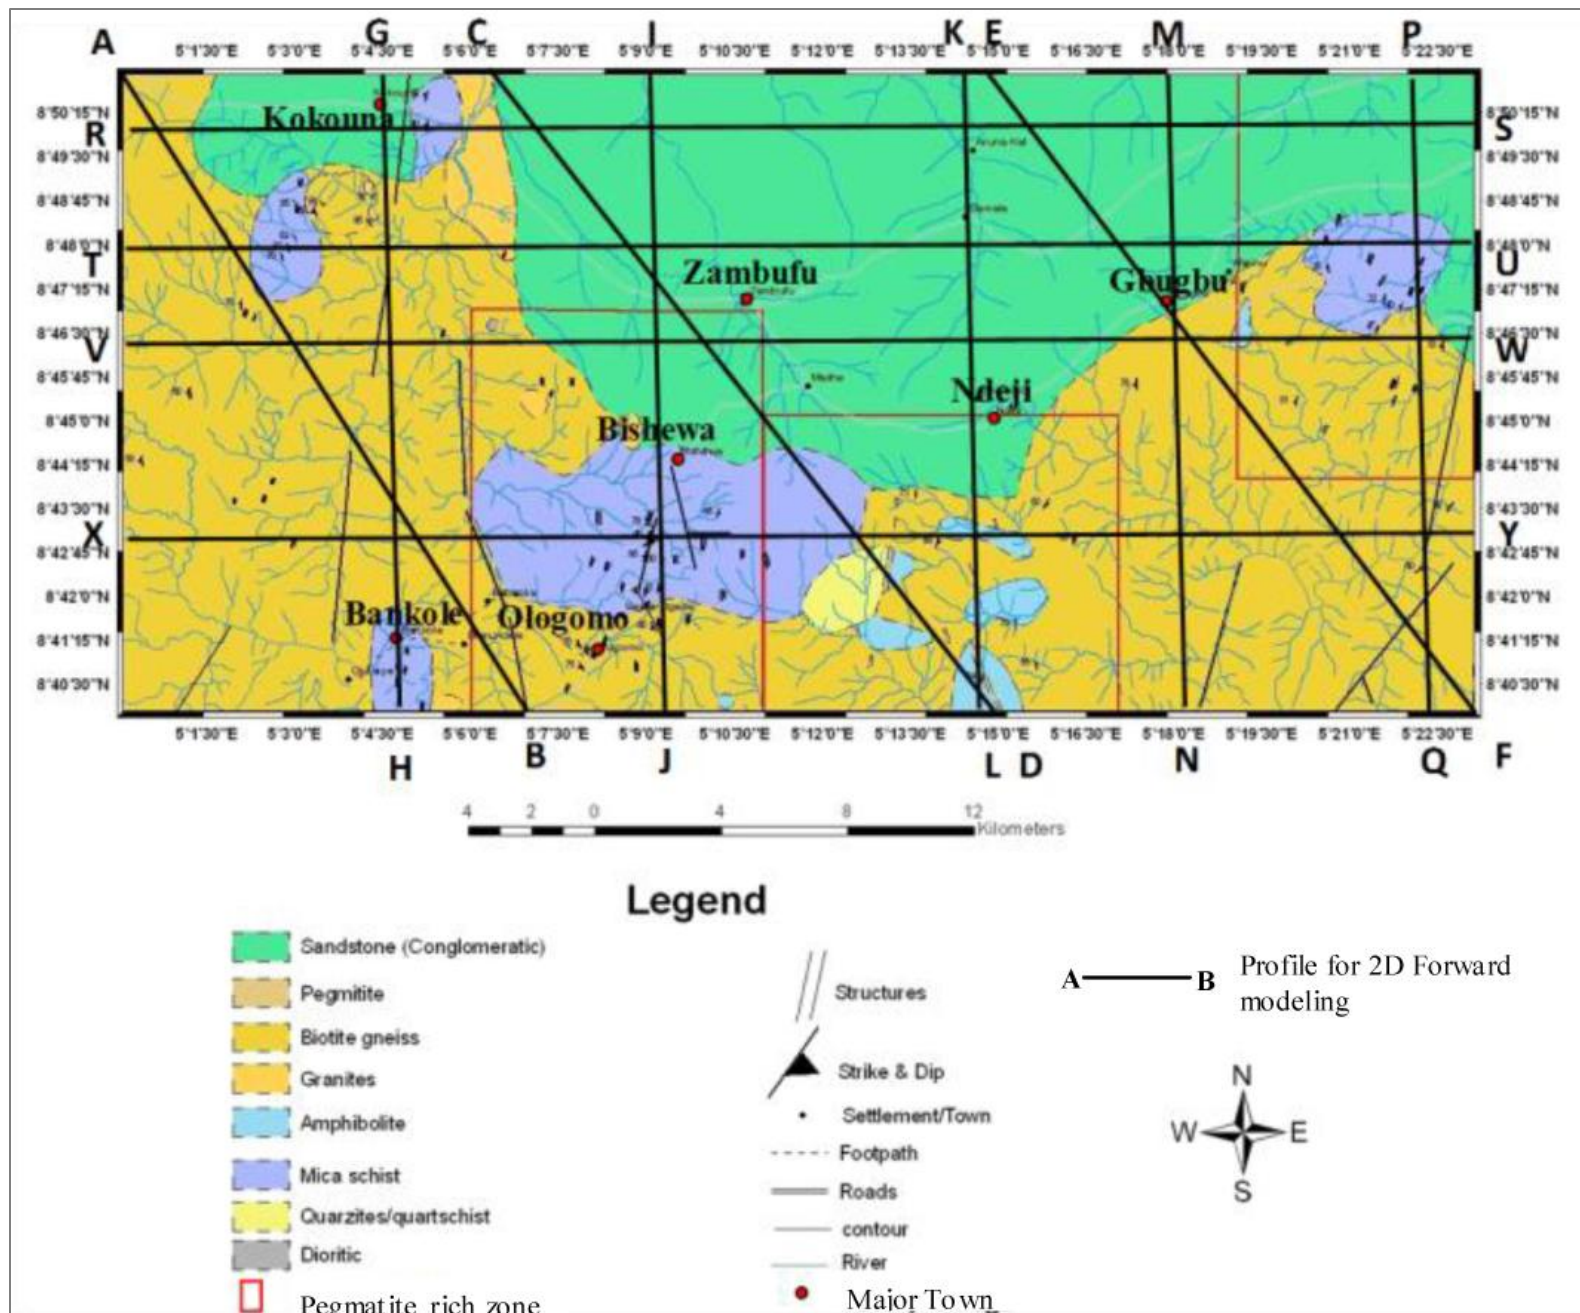 A G C I K E M P
5°1'30"E 5°3'0"E 5°4'30"E 5°6'0"E 5°7'30"E 5°9'0"E 5°10'30"E 5°12'0"E 5°13'30"E 5°15'0"E 5°16'30"E 5°18'0"E 5°19'30"E 5°21'0"E 5°22'30"E
8°50'15"N Kokouna 8°50'15"N
R S
8°49'30"N 8°49'30"N
8°48'45"N 8°48'45"N
8°48'0"N 8°48'0"N
T Zambufu Gbugbu U
Zambufu
8°47'15"N 8°47'15"N
8°46'30"N 8°46'30"N
V W
8°45'45"N 8°45'45"N
Ndeji
8°45'0"N 8°45'0"N
Bishewa
8°44'15"N 8°44'15"N
8°43'30"N 8°43'30"N
X Y
8°42'45"N 8°42'45"N
8°42'0"N 8°42'0"N
Bankole Ologomo
8°41'15"N 8°41'15"N
8°40'30"N 8°40'30"N
5°1'30"E 5°3'0"E 5°4'30"E 5°6'0"E 5°7'30"E 5°9'0"E 5°10'30"E 5°12'0"E 5°13'30"E 5°15'0"E 5°16'30"E 5°18'0"E 5°19'30"E 5°21'0"E 5°22'30"E
H B J L D N Q F
4 2 0 4 8 12
Kilometers
Legend
Sandstone (Conglomeratic)
Pegmitite
Biotite gneiss
Granites
Amphibolite
Mica schist
Quarzites/quartschist
Dioritic
Pegmatite rich zone
Structures
Strike & Dip
Settlement/Town
Footpath
Roads
contour
River
Major Town
A B Profile for 2D Forward
modeling
N
W E
S